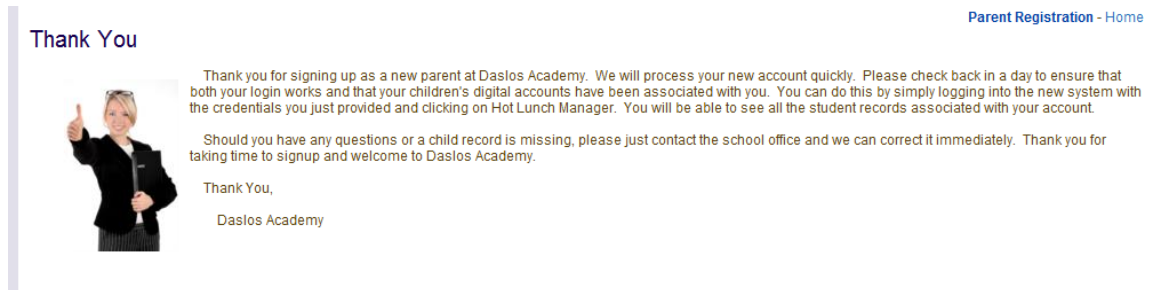 Parent Registration - Home
Thank You
Thank you for signing up as a new parent at Daslos Academy. We will process your new account quickly. Please check back in a day to ensure that
both your login works and that your children's digital accounts have been associated with you. You can do this by simply logging into the new system with
the credentials you just provided and clicking on Hot Lunch Manager. You will be able to see all the student records associated with your account.
Should you have any questions or a child record is missing, please just contact the school office and we can correct it immediately. Thank you for
taking time to signup and welcome to Daslos Academy.
Thank You,
Daslos Academy